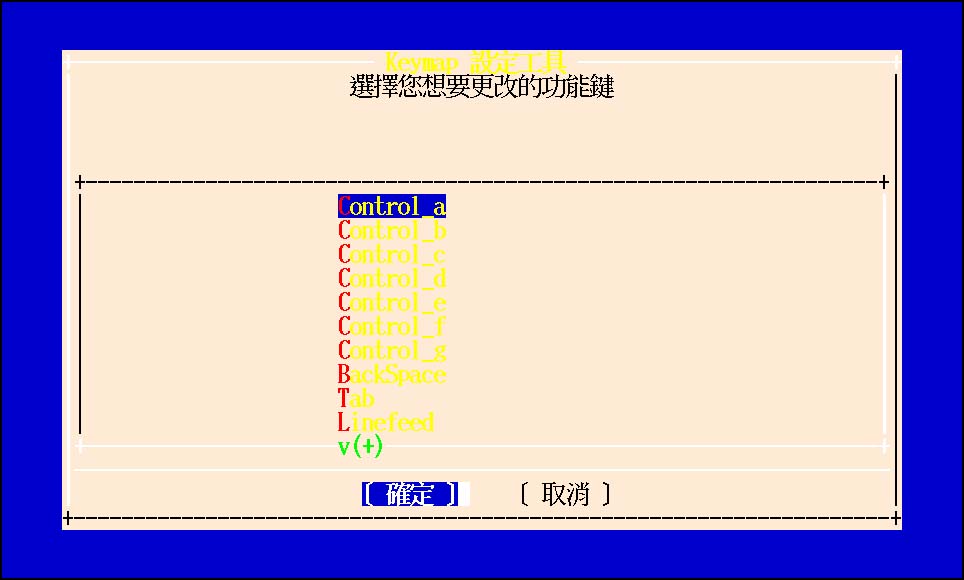 Keymap 設定工具
選擇您想要更改的功能鍵
Control_a
Control_b
Control_c
Control_d
Control_e
Control_f
Control_g
BackSpace
Tab
Linefeed
v(+)
[ 確定 ] [ 取消 ]